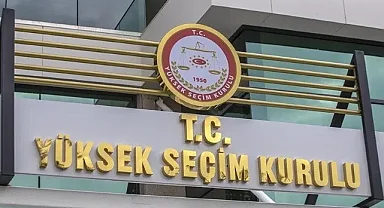 T.C.
1950
YÜKSEK SEÇİM KURULU
T.C.
YÜKSEK SEÇİM KURULU